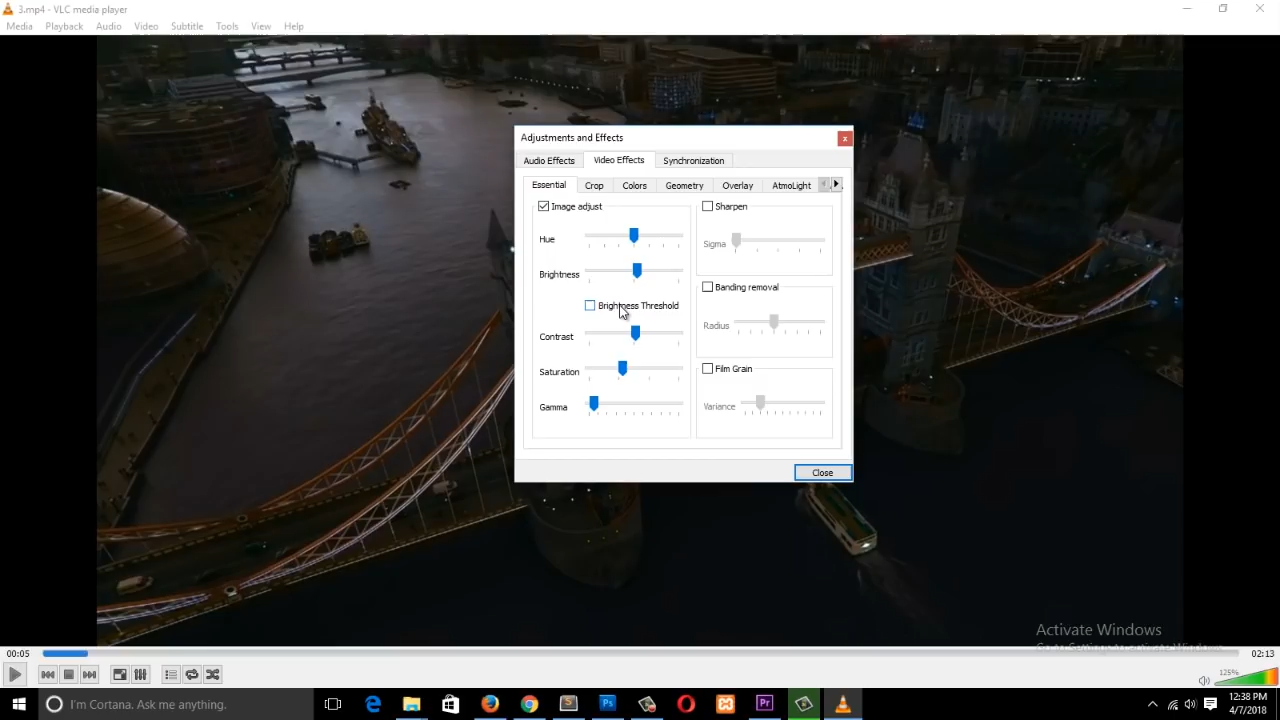 3.mp4 - VLC media player
Media Playback Audio Video Subtitle Tools View Help
Adjustments and Effects
Audio Effects Video Effects Synchronization
Essential Crop Colors Geometry Overlay AtmoLight
Image adjust
Hue
Brightness
Brightness Threshold
Contrast
Saturation
Gamma
Sharpen
Sigma
Banding removal
Radius
Film Grain
Variance
Close
Activate Windows
00:05
02:13
125%
I'm Cortana. Ask me anything.
12:38 PM
4/7/2018